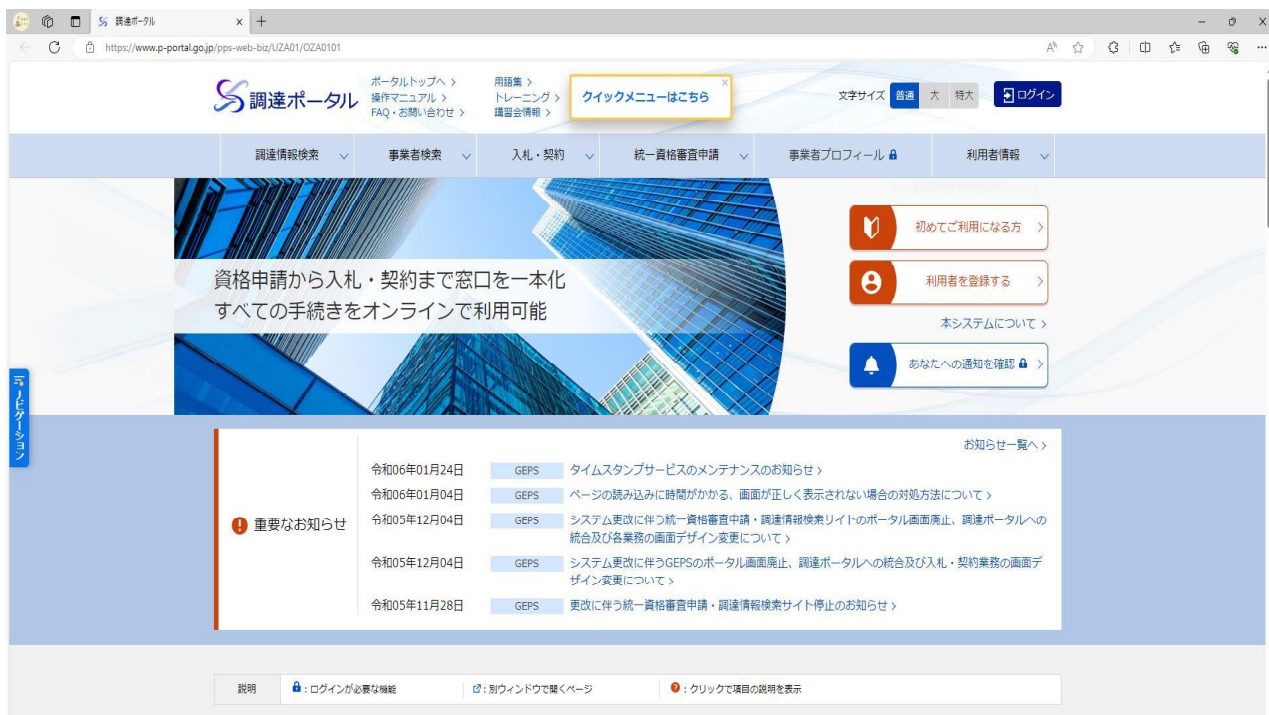 調達ポータル
https://www.p-portal.go.jp/pps-web-biz/UZA01/OZA0101
調達ポータル
ポータルトップへ
操作マニュアル
FAQ・お問い合わせ
用語集
トレーニング
講習会情報
クイックメニューはこちら
文字サイズ 普通 大 特大
ログイン
調達情報検索 事業者検索 入札・契約 統一資格審査申請 事業者プロフィール 利用者情報
資格申請から入札・契約まで窓口を一本化
すべての手続きをオンラインで利用可能
初めてご利用になる方
利用者を登録する
本システムについて
あなたへの通知を確認
ナビゲーション
お知らせ一覧へ
重要なお知らせ
令和06年01月24日 GEPS タイムスタンプサービスのメンテナンスのお知らせ
令和06年01月04日 GEPS ページの読み込みに時間がかかる、画面が正しく表示されない場合の対処方法について
令和05年12月04日 GEPS システム更改に伴う統一資格審査申請・調達情報検索サイトのポータル画面廃止、調達ポータルへの
統合及び各業務の画面デザイン変更について
令和05年12月04日 GEPS システム更改に伴うGEPSのポータル画面廃止、調達ポータルへの統合及び入札・契約業務の画面デ
ザイン変更について
令和05年11月28日 GEPS 更改に伴う統一資格審査申請・調達情報検索サイト停止のお知らせ
説明 : ログインが必要な機能 : 別ウィンドウで開くページ : クリックで項目の説明を表示